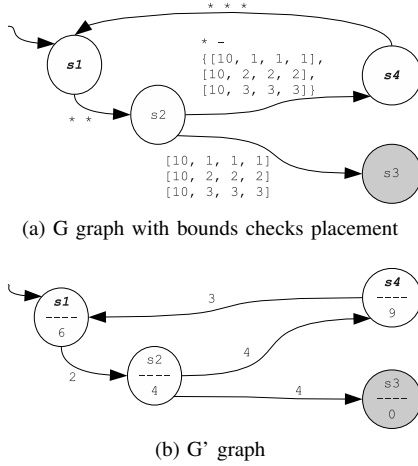 * * *
s1
* -
{[10, 1, 1, 1],
[10, 2, 2, 2],
[10, 3, 3, 3]}
s4
* *
s2
[10, 1, 1, 1]
[10, 2, 2, 2]
[10, 3, 3, 3]
s3
(a) G graph with bounds checks placement
s1
----
6
3
s4
----
9
2
s2
----
4
4
4
s3
----
0
(b) G' graph